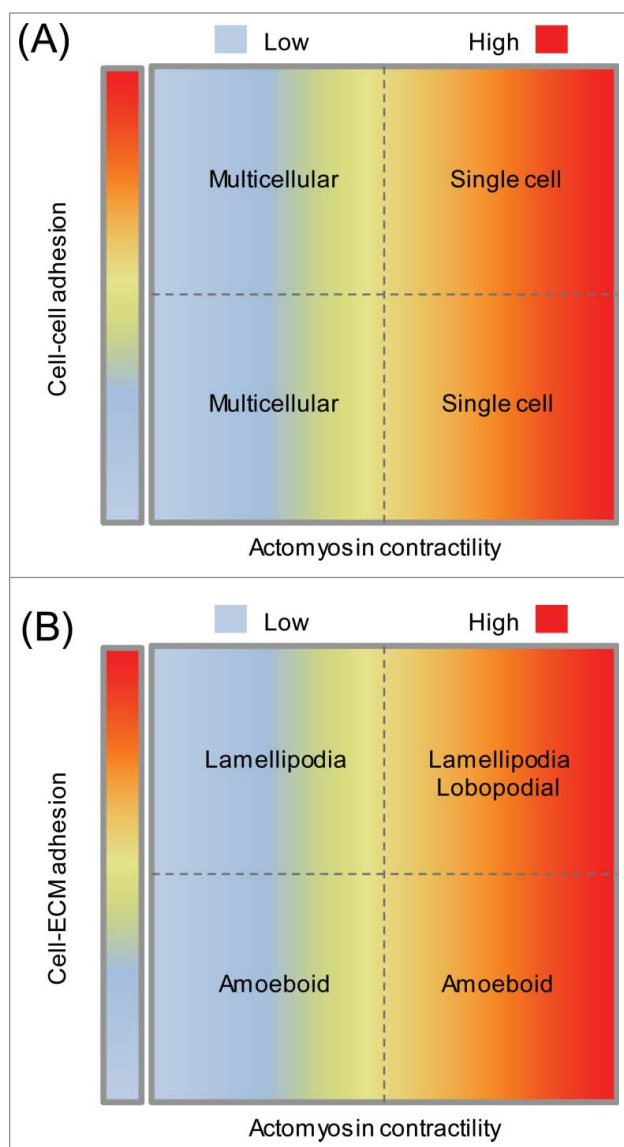 (A)
Low High
Cell-cell adhesion
Multicellular Single cell
Multicellular Single cell
Actomyosin contractility
(B)
Low High
Cell-ECM adhesion
Lamellipodia Lamellipodia
Lobopodial
Amoeboid Amoeboid
Actomyosin contractility